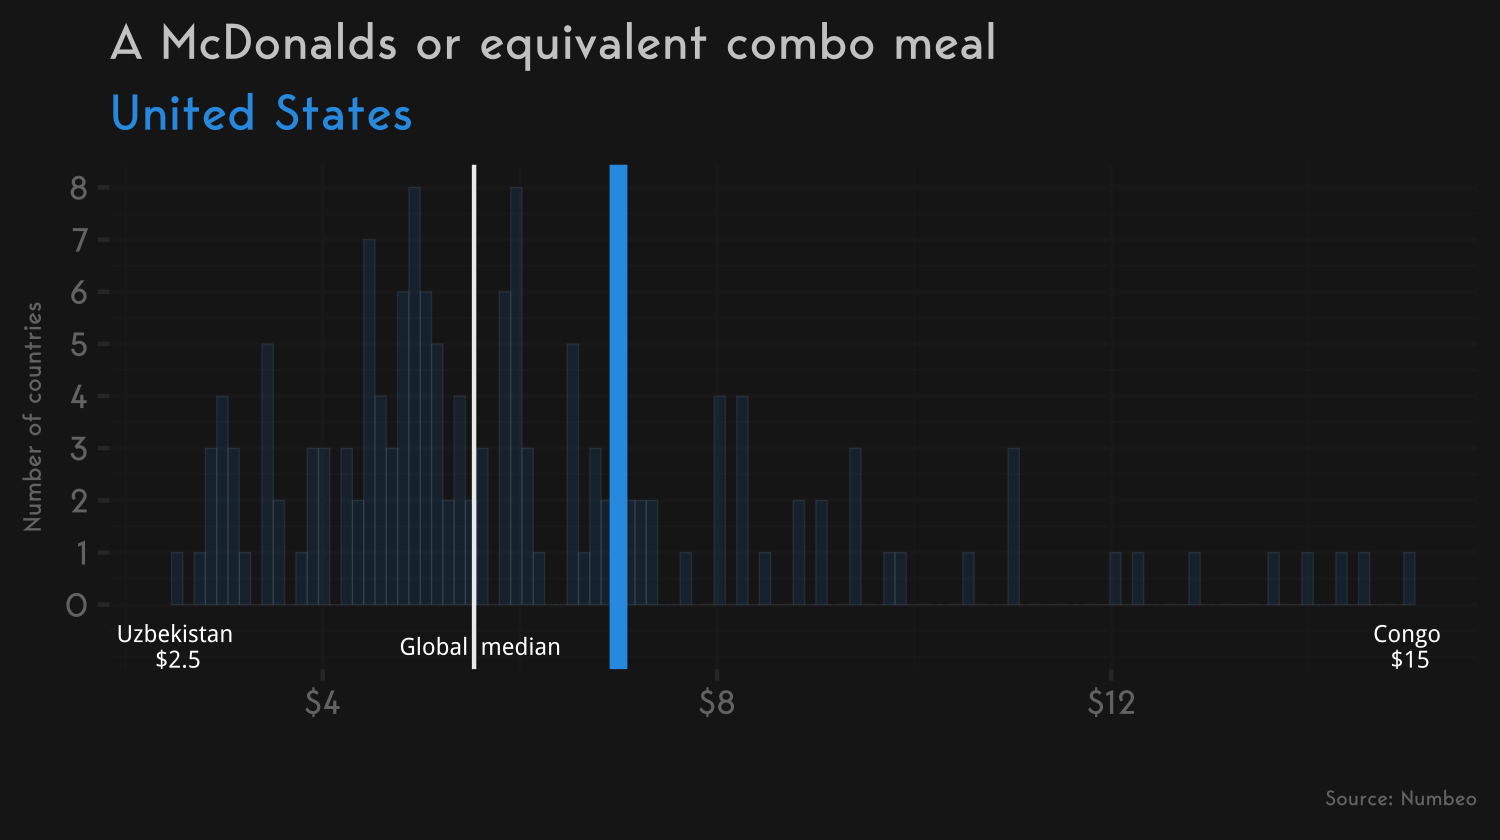 A McDonalds or equivalent combo meal
United States
Number of countries
8
7
6
5
4
3
2
1
0
Uzbekistan
$2.5
Global median
Congo
$15
$4
$8
$12
Source: Numbeo